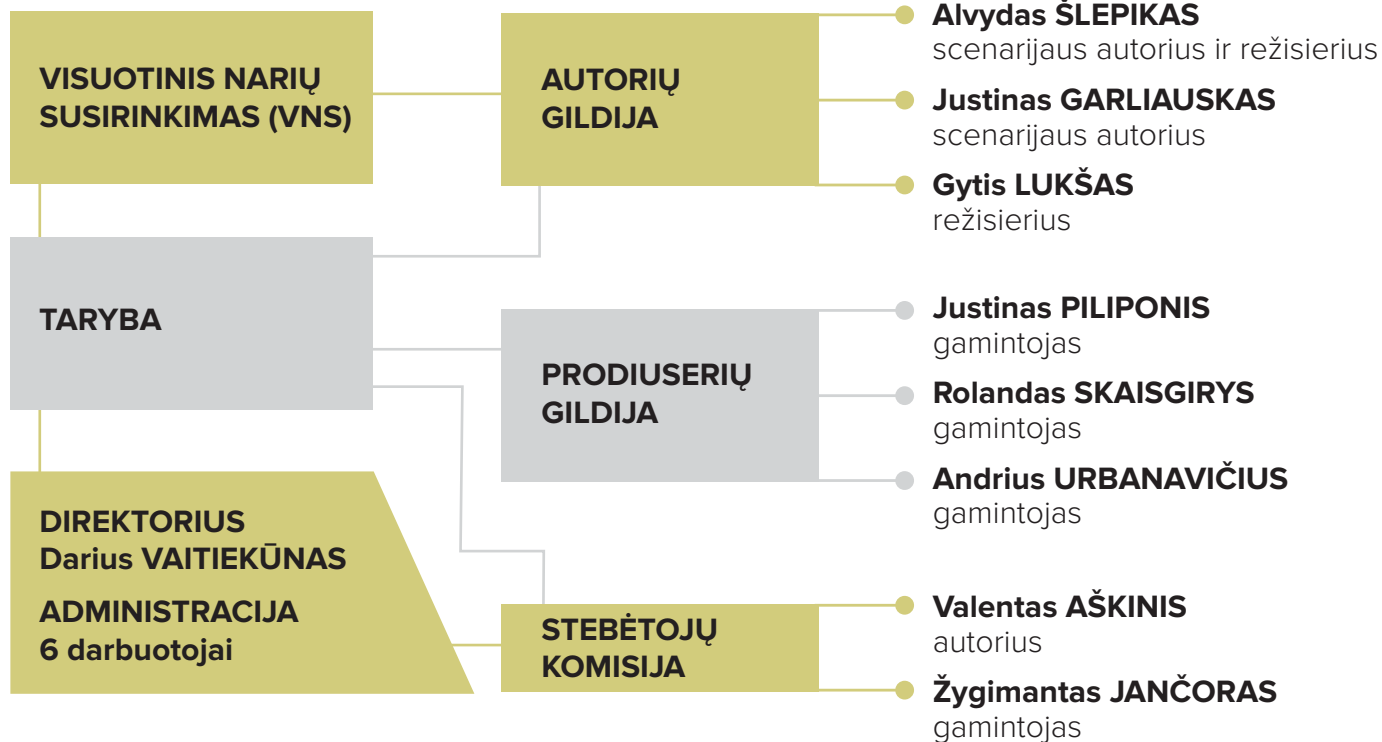 VISUOTINIS NARIŲ
SUSIRINKIMAS (VNS)
AUTORIŲ
GILDIJA
Alvydas ŠLEPIKAS
scenarijaus autorius ir režisierius
Justinas GARLIAUSKAS
scenarijaus autorius
Gytis LUKŠAS
režisierius
TARYBA
PRODIUSERIŲ
GILDIJA
Justinas PILIPONIS
gamintojas
Rolandas SKAISGIRYS
gamintojas
Andrius URBANAVIČIUS
gamintojas
DIREKTORIUS
Darius VAITIEKŪNAS
ADMINISTRACIJA
6 darbuotojai
STEBĖTOJŲ
KOMISIJA
Valentas AŠKINIS
autorius
Žygimantas JANČORAS
gamintojas